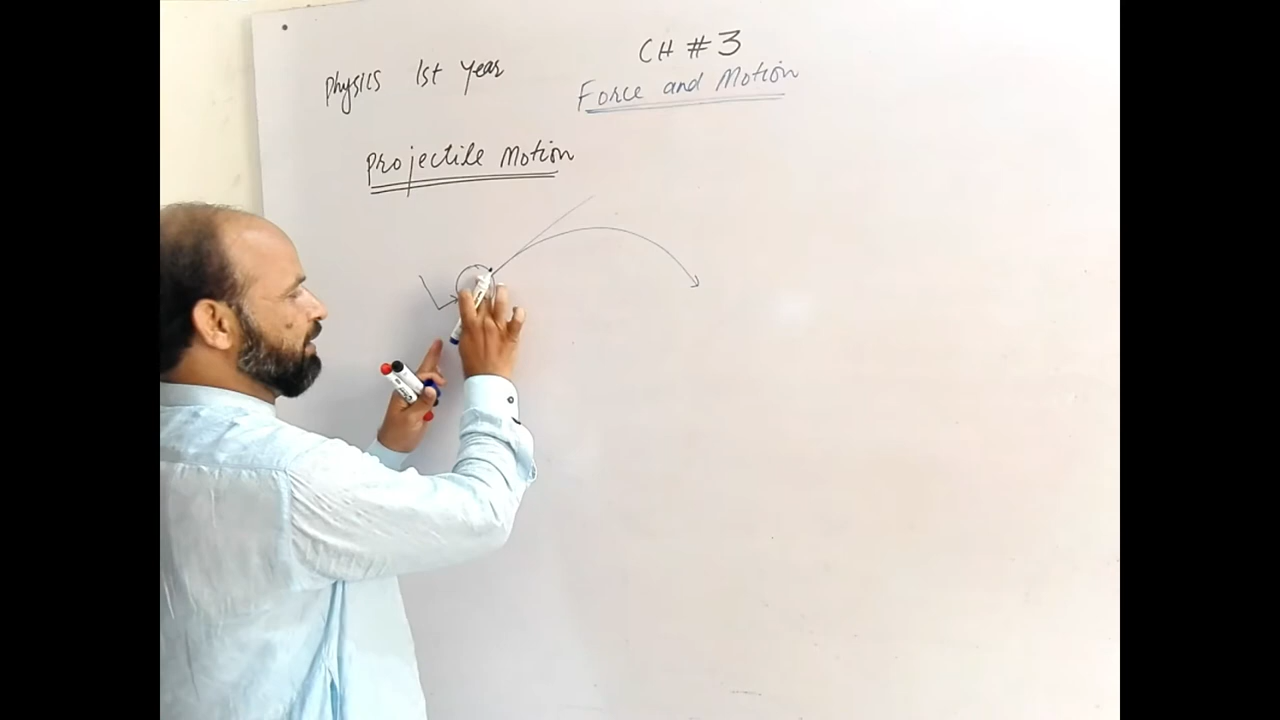 Physics 1st Year
CH # 3
Force and Motion
Projectile Motion